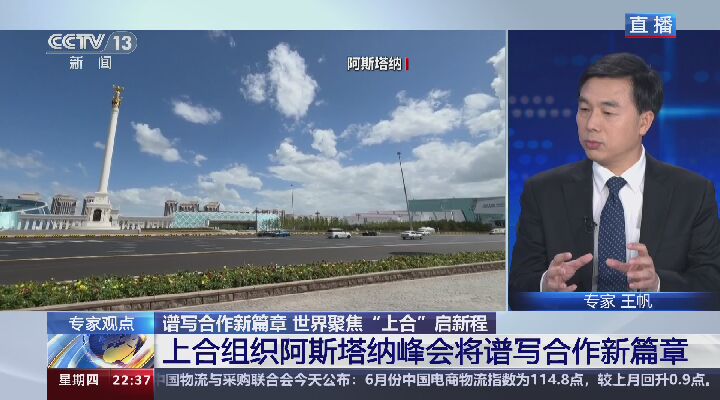 CCTV 13
新闻
直播
阿斯塔纳
专家 王帆
专家观点
谱写合作新篇章 世界聚焦“上合”启新程
上合组织阿斯塔纳峰会将谱写合作新篇章
星期四 22:37
中国物流与采购联合会今天公布：6月份中国电商物流指数为114.8点，较上月回升0.9点。